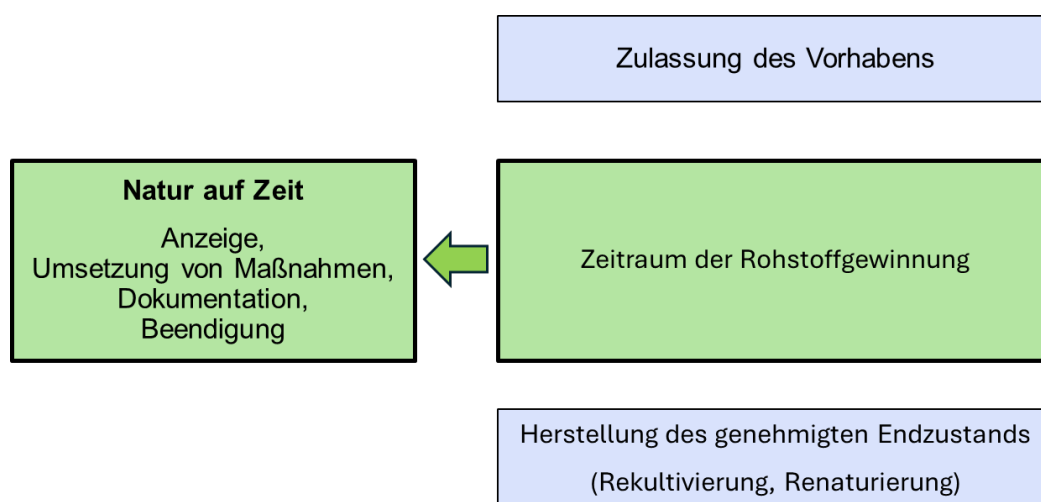 Zulassung des Vorhabens
Natur auf Zeit
Anzeige,
Umsetzung von Maßnahmen,
Dokumentation,
Beendigung
Zeitraum der Rohstoffgewinnung
Herstellung des genehmigten Endzustands
(Rekultivierung, Renaturierung)